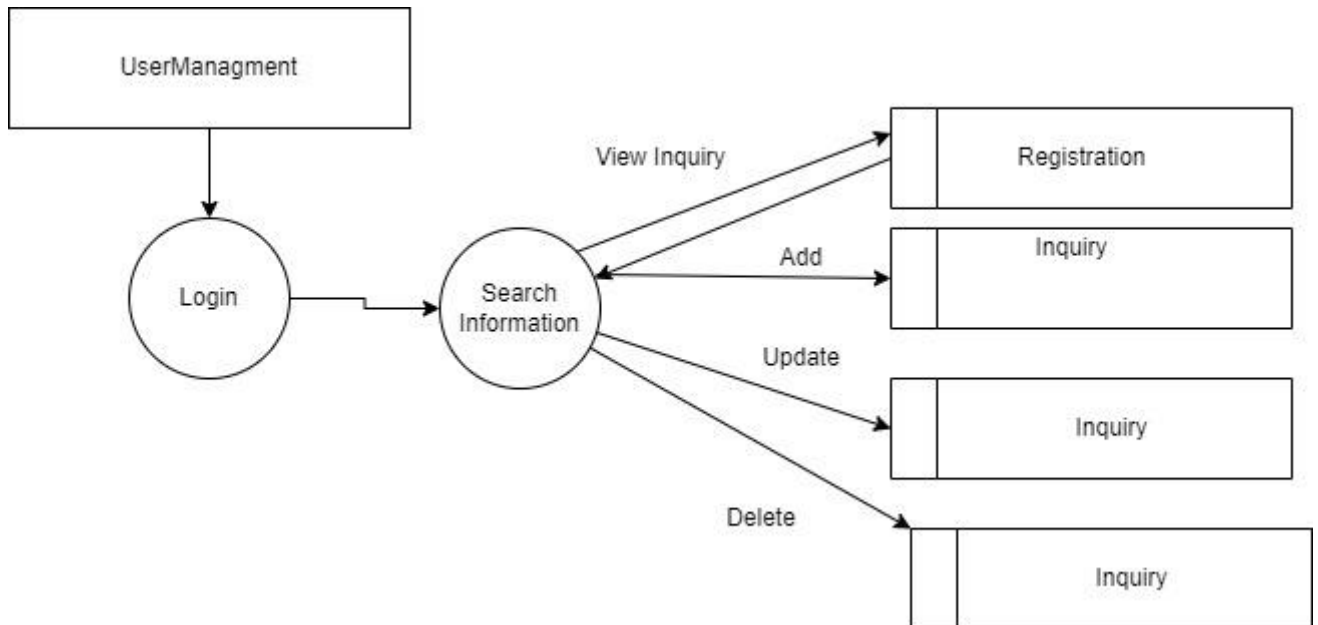 UserManagment
View Inquiry
Registration
Add
Inquiry
Login
Search
Information
Update
Inquiry
Delete
Inquiry